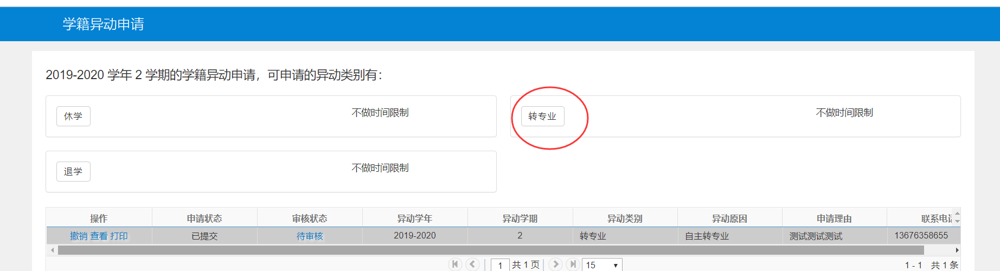 学籍异动申请
2019-2020 学年 2 学期的学籍异动申请，可申请的异动类别有：
休学 不做时间限制 转专业 不做时间限制
退学 不做时间限制
操作 申请状态 审核状态 异动学年 异动学期 异动类别 异动原因 申请理由 联系电
撤销 查看 打印 已提交 待审核 2019-2020 2 转专业 自主转专业 测试测试测试 13676358655
1 共 1 页 15 1 - 1 共 1 条